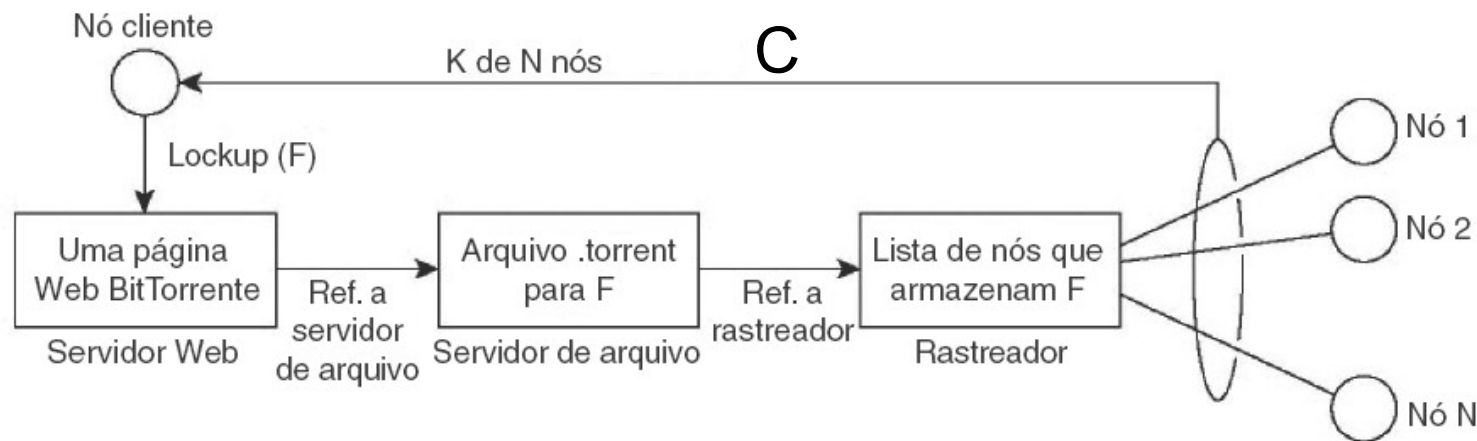 Nó cliente
K de N nós
C
Lockup (F)
Nó 1
Nó 2
Uma página
Web BitTorrente
Servidor Web
Ref. a
servidor
de arquivo
Arquivo .torrent
para F
Servidor de arquivo
Ref. a
rastreador
Lista de nós que
armazenam F
Rastreador
Nó N